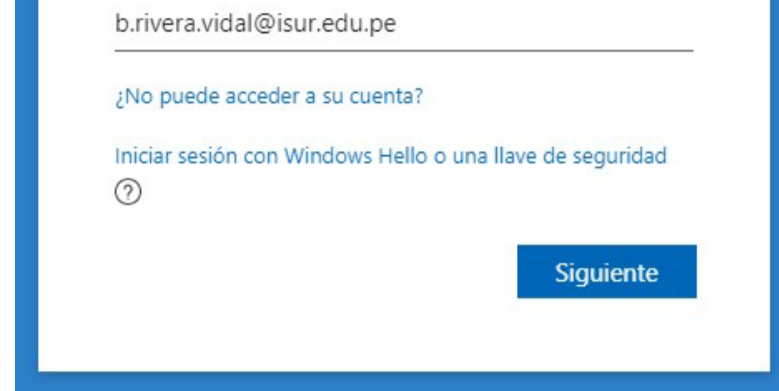 b.rivera.vidal@isur.edu.pe
¿No puede acceder a su cuenta?
Iniciar sesión con Windows Hello o una llave de seguridad
?
Siguiente